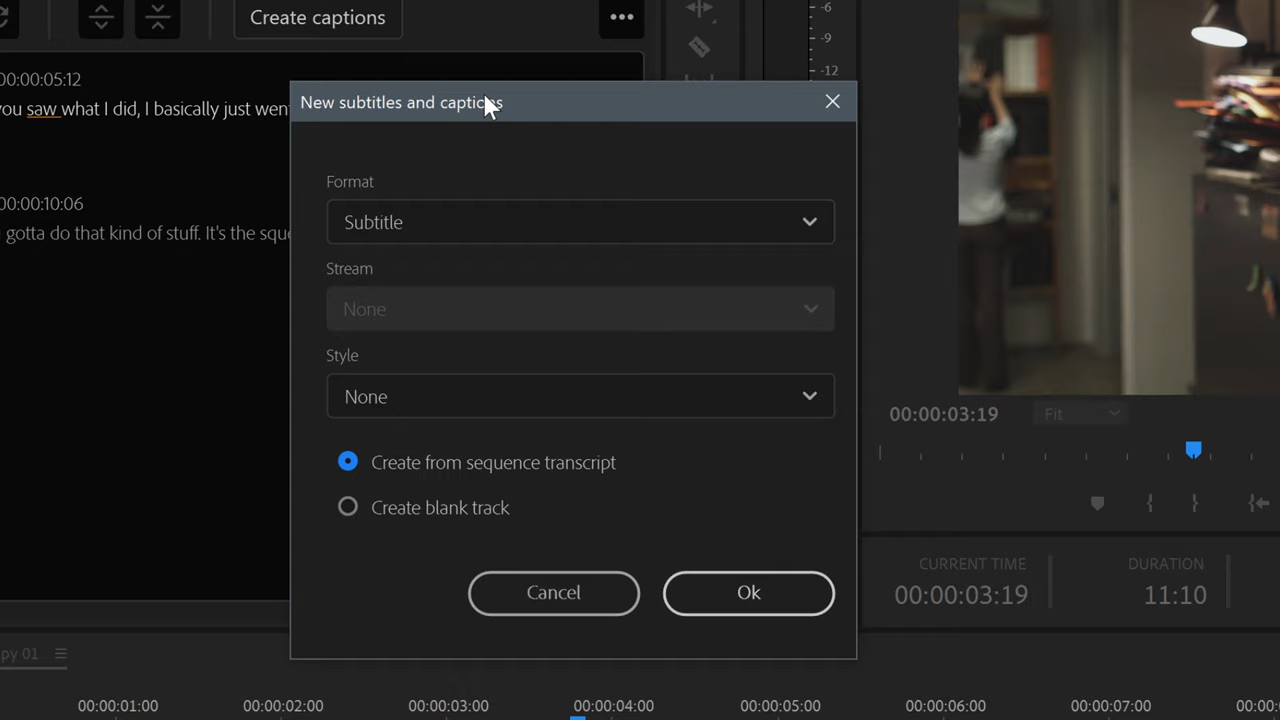 Create captions
-6
-9
-12
00:00:05:12
you saw what I did, I basically just went
00:00:10:06
gotta do that kind of stuff. It's the sque
New subtitles and captions
Format
Subtitle
Stream
None
Style
None
Create from sequence transcript
Create blank track
Cancel
Ok
00:00:03:19
Fit
CURRENT TIME
00:00:03:19
DURATION
11:10
py 01
00:00:01:00
00:00:02:00
00:00:03:00
00:00:04:00
00:00:05:00
00:00:06:00
00:00:07:00
00:00